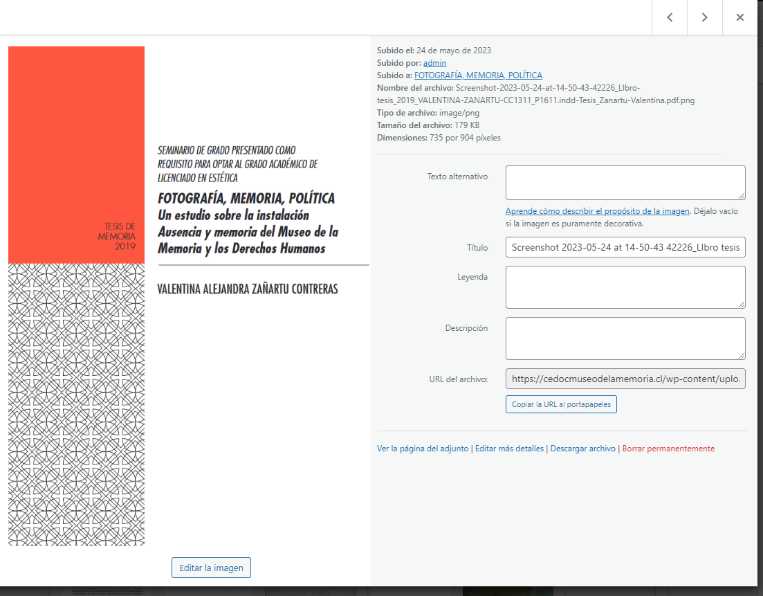 TESIS DE
MEMORIA
2019
SEMINARIO DE GRADO PRESENTADO COMO
REQUISITO PARA OPTAR AL GRADO ACADÉMICO DE
LICENCIADO EN ESTÉTICA
FOTOGRAFÍA, MEMORIA, POLÍTICA
Un estudio sobre la instalación
Ausencia y memoria del Museo de la
Memoria y los Derechos Humanos
VALENTINA ALEJANDRA ZAÑARTU CONTRERAS
Editar la imagen
Subido el: 24 de mayo de 2023
Subido por: admin
Subido a: FOTOGRAFÍA, MEMORIA, POLÍTICA
Nombre del archivo: Screenshot-2023-05-24-at-14-50-43-42226_LIbro-
tesis_2019_VALENTINA-ZANARTU-CC1311_P1611.indd-Tesis_Zanartu-Valentina.pdf.png
Tipo de archivo: image/png
Tamaño del archivo: 179 KB
Dimensiones: 735 por 904 píxeles
Texto alternativo
Aprende cómo describir el propósito de la imagen. Déjalo vacío
si la imagen es puramente decorativa.
Título
Screenshot 2023-05-24 at 14-50-43 42226_LIbro tesis
Leyenda
Descripción
URL del archivo:
https://cedocmuseodelamemoria.cl/wp-content/uplo
Copiar la URL al portapapeles
Ver la página del adjunto | Editar más detalles | Descargar archivo | Borrar permanentemente